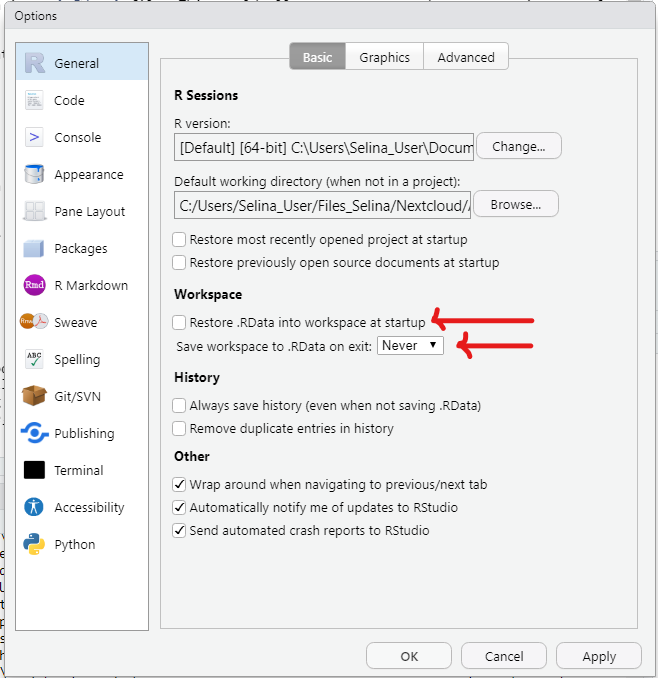 Options
General
Code
Console
Appearance
Pane Layout
Packages
Rmd R Markdown
Sweave
ABC Spelling
Git/SVN
Publishing
Terminal
Accessibility
Python
Basic Graphics Advanced
R Sessions
R version:
[Default] [64-bit] C:\Users\Selina_User\Docum
Change...
Default working directory (when not in a project):
C:/Users/Selina_User/Files_Selina/Nextcloud/
Browse...
Restore most recently opened project at startup
Restore previously open source documents at startup
Workspace
Restore .RData into workspace at startup
Save workspace to .RData on exit: Never
History
Always save history (even when not saving .RData)
Remove duplicate entries in history
Other
Wrap around when navigating to previous/next tab
Automatically notify me of updates to RStudio
Send automated crash reports to RStudio
OK Cancel Apply